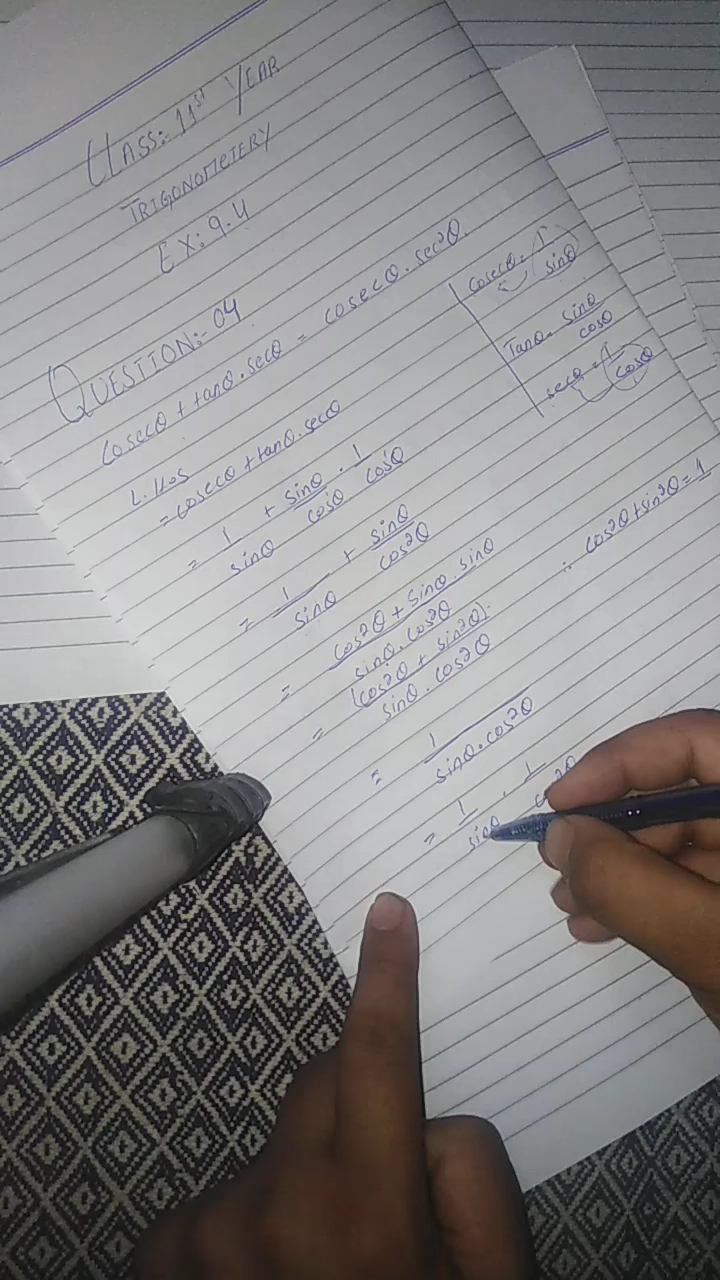 CLASS: 11st YEAR
TRIGONOMETERY
EX: 9.4
QUESTION:- 04
cosecθ + tanθ.secθ = cosecθ.sec²θ.
L.H.S
= cosecθ + tanθ.secθ
= 1/sinθ + sinθ/cosθ . 1/cosθ
= 1/sinθ + sinθ/cos²θ
= cos²θ + sinθ.sinθ / sinθ.cos²θ
= (cos²θ + sin²θ) / sinθ.cos²θ
∴ cos²θ + sin²θ = 1
= 1/sinθ.cos²θ
= 1/sinθ . 1/cos²θ
cosecθ = 1/sinθ
Tanθ = sinθ/cosθ
secθ = 1/cosθ